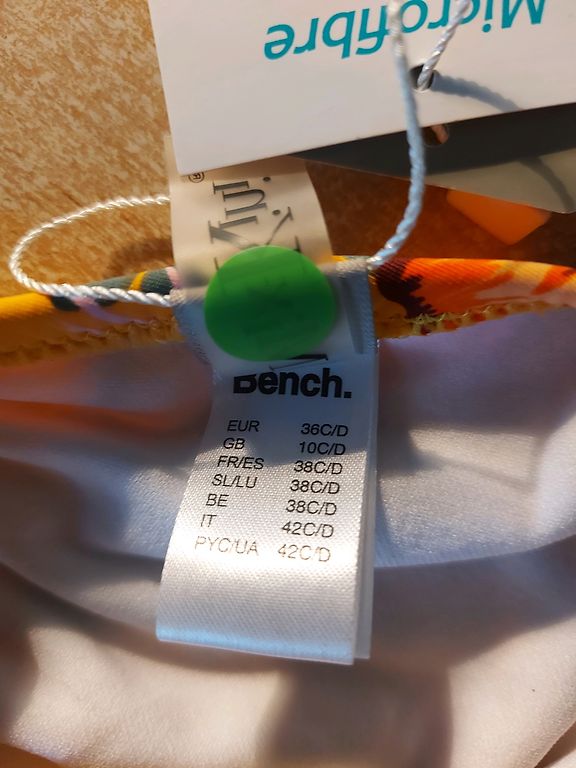 Microfibre
®
Bench.
EUR 36C/D
GB 10C/D
FR/ES 38C/D
SL/LU 38C/D
BE 38C/D
IT 42C/D
PYC/UA 42C/D